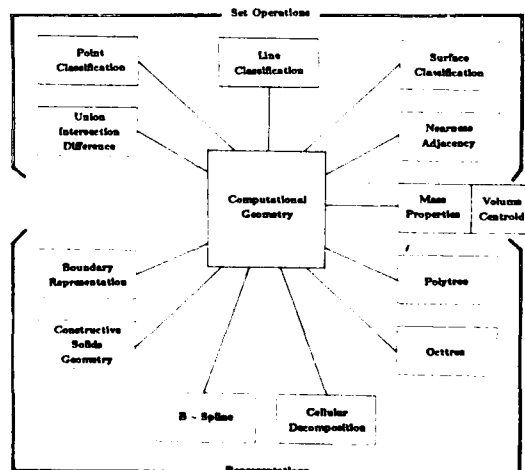 Set Operations
Point
Classification
Line
Classification
Surface
Classification
Union
Intersection
Difference
Nearness
Adjacency
Computational
Geometry
Mass
Properties
Volume
Centroid
Boundary
Representation
Polytree
Constructive
Solids
Geometry
Octtree
B - Spline
Cellular
Decomposition
Representations